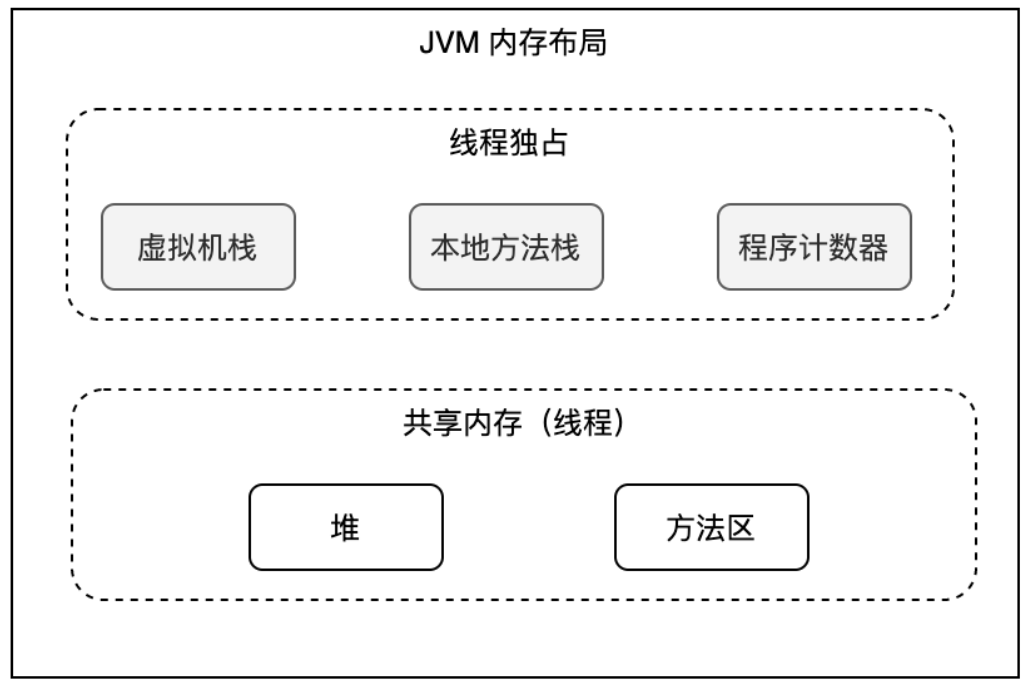 JVM 内存布局
线程独占
虚拟机栈
本地方法栈
程序计数器
共享内存（线程）
堆
方法区